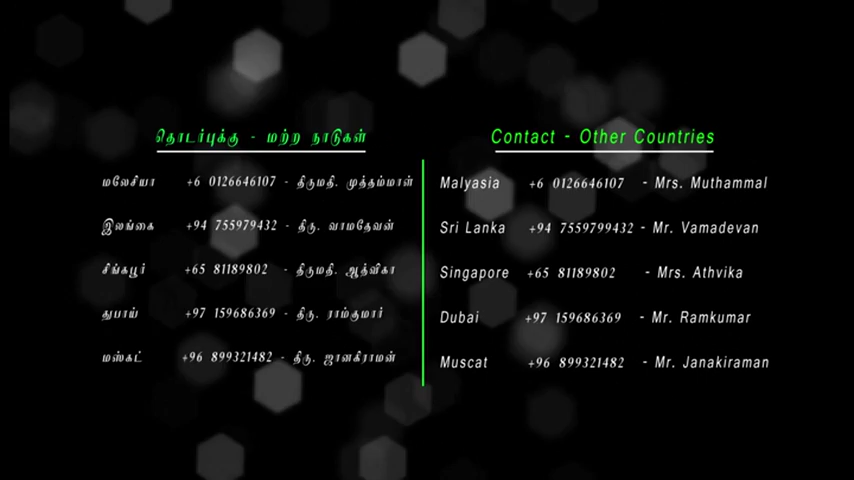 தொடர்புக்கு - மற்ற நாடுகள்
மலேசியா +6 0126646107 - திருமதி. முத்தம்மாள்
இலங்கை +94 755979432 - திரு. வாமதேவன்
சிங்கபூர் +65 81189802 - திருமதி. ஆத்விகா
துபாய் +97 159686369 - திரு. ராம்குமார்
மஸ்கட் +96 899321482 - திரு. ஜானகிராமன்
Contact - Other Countries
Malyasia +6 0126646107 - Mrs. Muthammal
Sri Lanka +94 7559799432 - Mr. Vamadevan
Singapore +65 81189802 - Mrs. Athvika
Dubai +97 159686369 - Mr. Ramkumar
Muscat +96 899321482 - Mr. Janakiraman